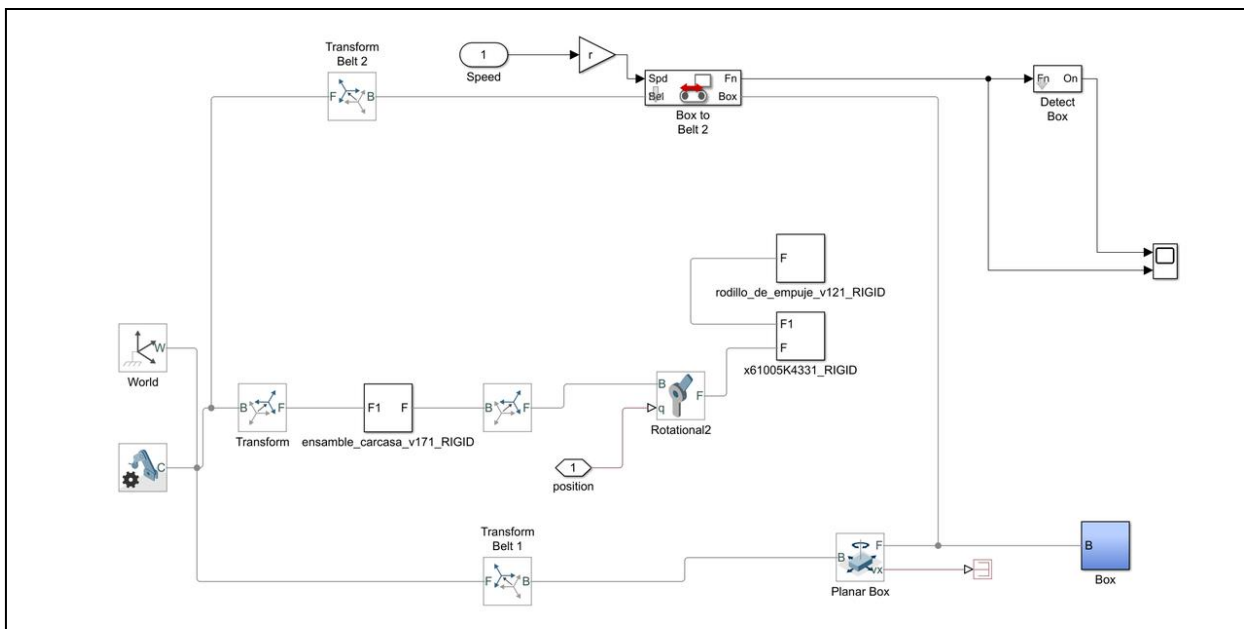 Transform
Belt 2
F
B
1
Speed
r
Spd
Bel
Fn
Box
Box to
Belt 2
Fn
On
Detect
Box
F
rodillo_de_empuje_v121_RIGID
F1
F
x61005K4331_RIGID
W
World
B
F
Transform
F1
F
ensamble_carcasa_v171_RIGID
B
F
B
q
F
Rotational2
C
1
position
Transform
Belt 1
F
B
B
F
vx
Planar Box
B
Box